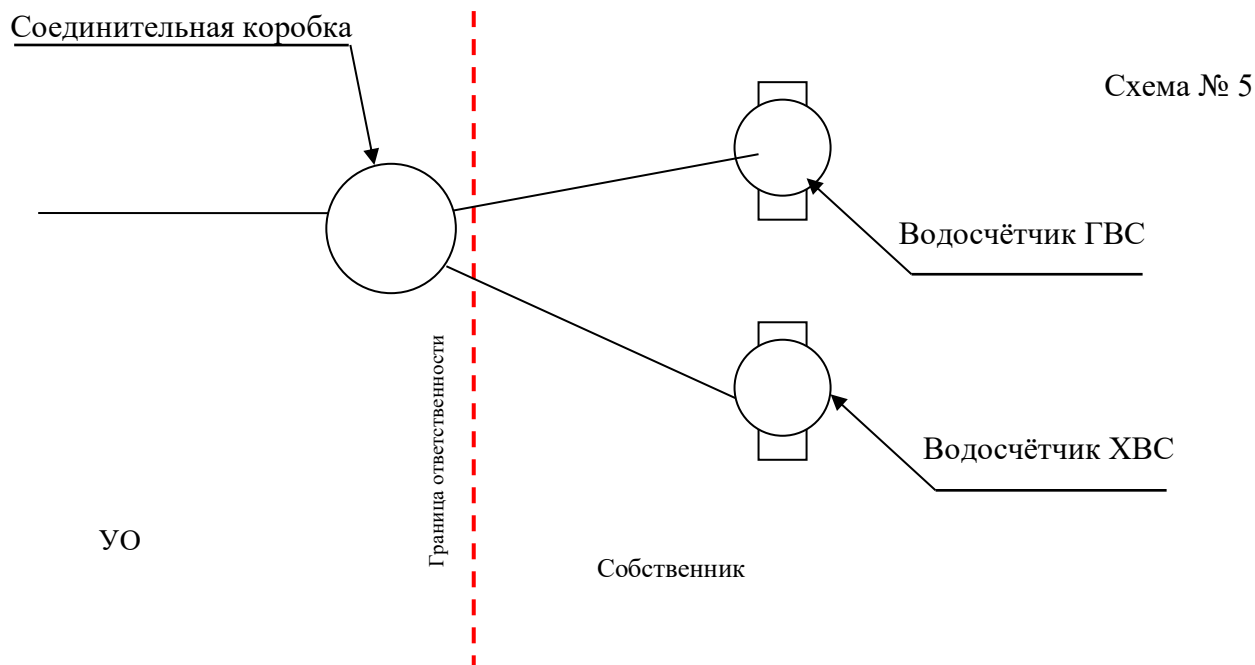 Соединительная коробка
Схема № 5
Водосчётчик ГВС
Граница ответственности
Водосчётчик ХВС
УО
Собственник